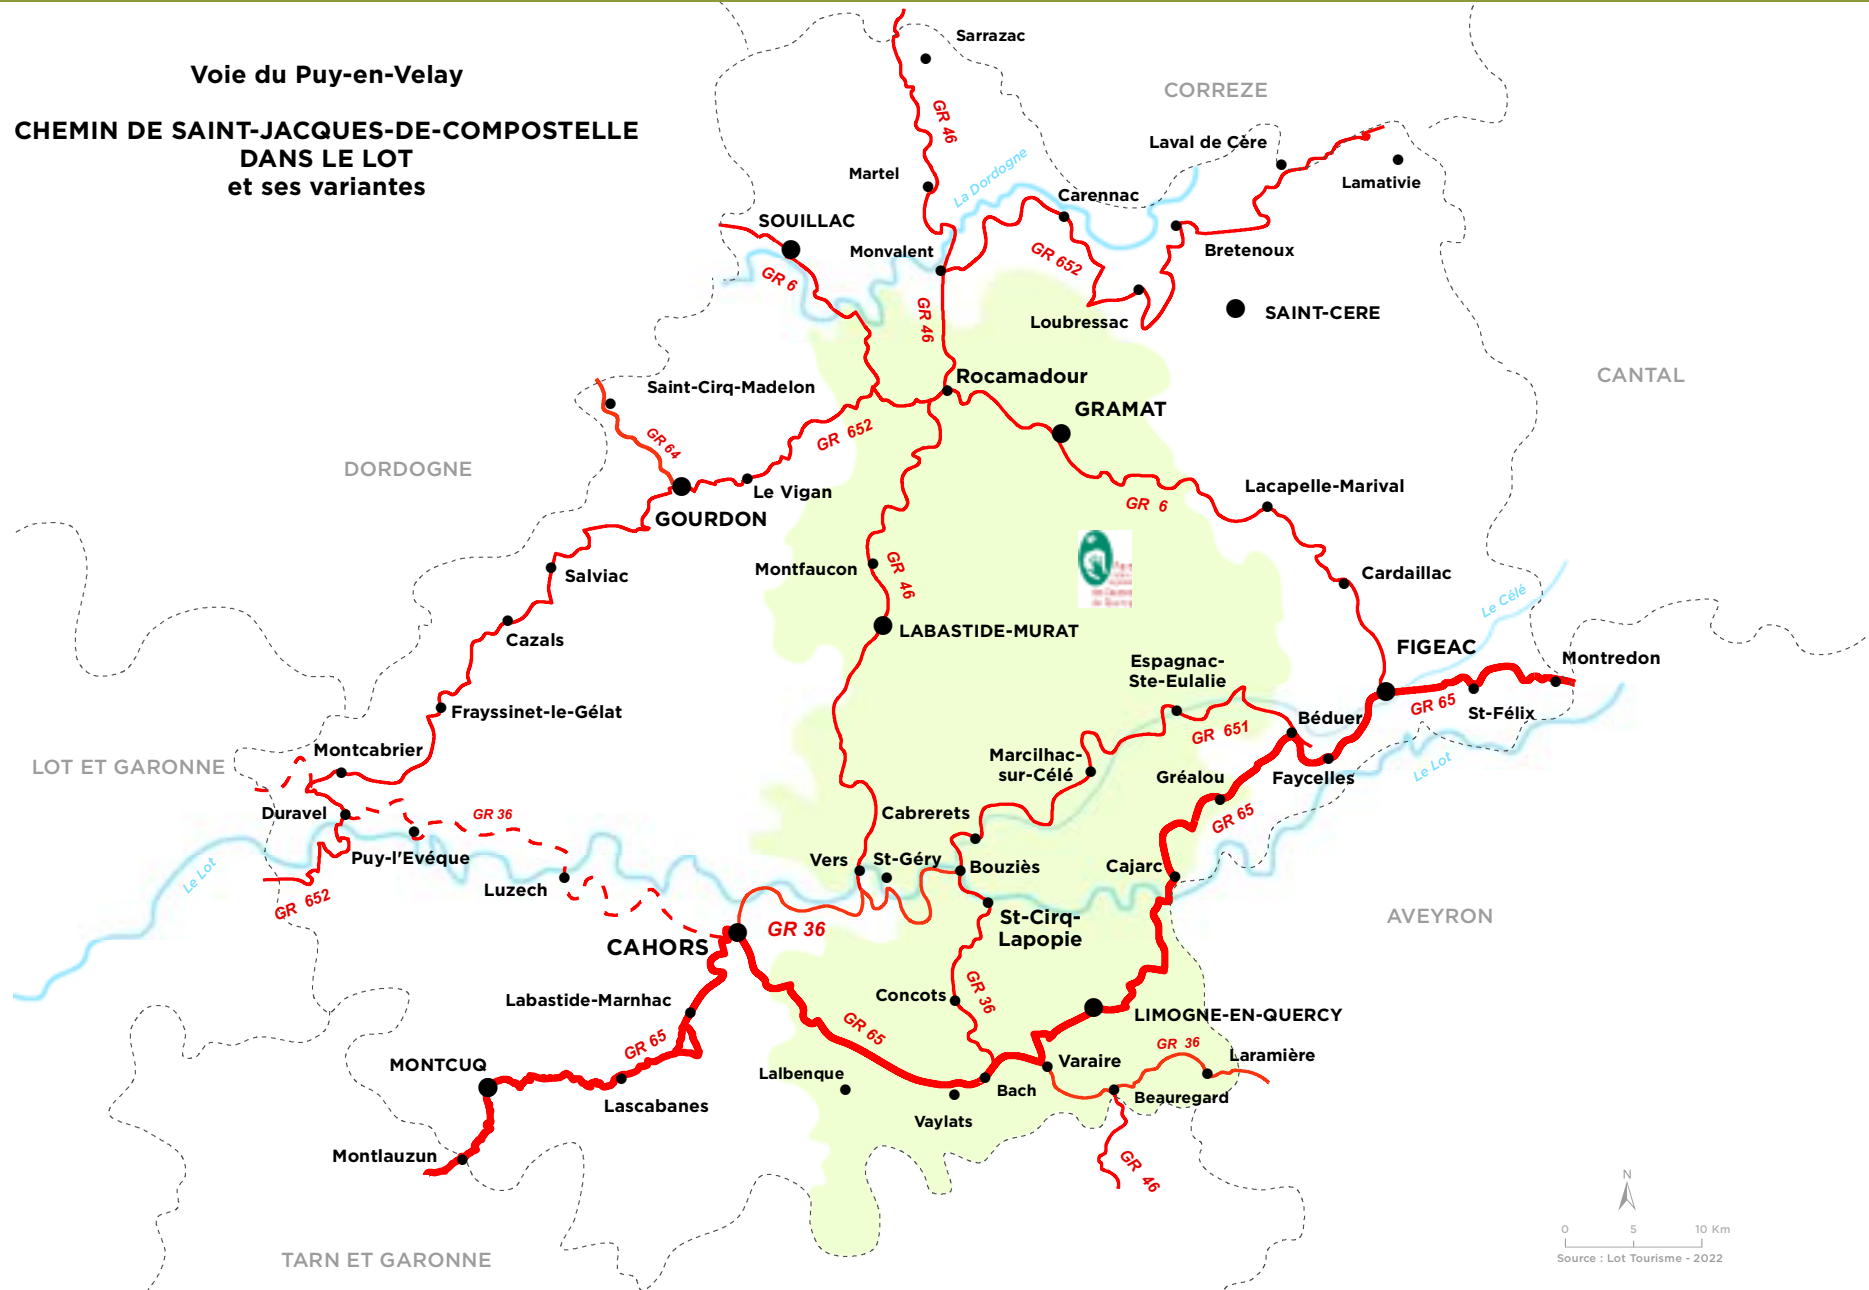 Voie du Puy-en-Velay
CHEMIN DE SAINT-JACQUES-DE-COMPOSTELLE
DANS LE LOT
et ses variantes
Sarrazac
CORREZE
GR 46
Laval de Cère
Lamativie
Martel
La Dordogne
Carennac
SOUILLAC
Monvalent
Bretenoux
GR 652
GR 6
GR 46
Loubressac
SAINT-CERE
Rocamadour
CANTAL
Saint-Cirq-Madelon
GRAMAT
GR 64
GR 652
DORDOGNE
Le Vigan
Lacapelle-Marival
GR 6
GOURDON
Salviac
Montfaucon
GR 46
Cardaillac
Le Célé
Cazals
LABASTIDE-MURAT
FIGEAC
Montredon
Espagnac-
Ste-Eulalie
Frayssinet-le-Gélat
GR 65
St-Félix
Béduer
GR 651
Montcabrier
LOT ET GARONNE
Marcilhac-
sur-Célé
Gréalou
Faycelles
Le Lot
Duravel
GR 36
Cabrerets
GR 65
Puy-l'Evéque
Le Lot
Luzech
Vers
St-Géry
Bouziès
Cajarc
GR 652
St-Cirq-
Lapopie
AVEYRON
GR 36
CAHORS
Labastide-Marnhac
Concots
GR 36
LIMOGNE-EN-QUERCY
GR 65
GR 65
GR 36
Laramière
MONTCUQ
Varaire
Lalbenque
Bach
Beauregard
Lascabanes
Vaylats
Montlauzun
GR 46
N
0 5 10 Km
Source : Lot Tourisme - 2022
TARN ET GARONNE